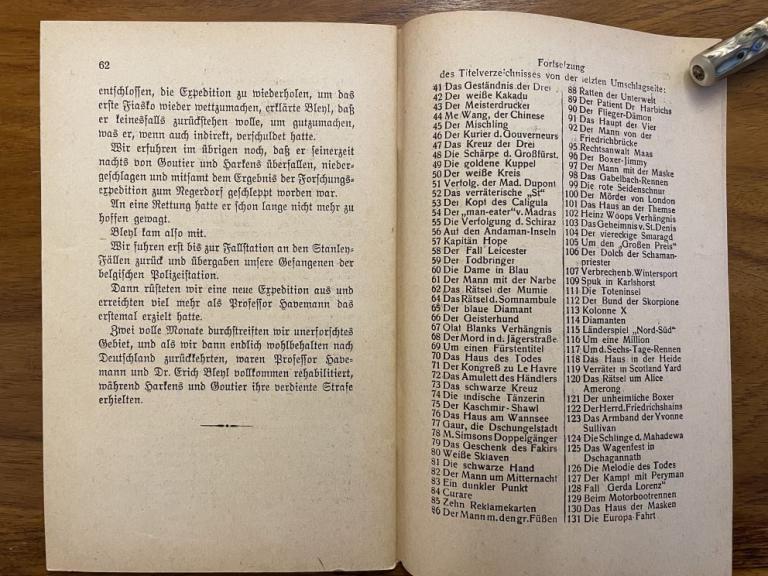 62
entschlossen, die Expedition zu wiederholen, um das
erste Fiasko wieder wettzumachen, erklärte Bleyl, daß
er keinesfalls zurückstehen wolle, um gutzumachen,
was er, wenn auch indirekt, verschuldet hatte.
Wir erfuhren im übrigen noch, daß er seinerzeit
nachts von Goutier und Harkens überfallen, nieder-
geschlagen und mitsamt dem Ergebnis der Forschungs-
expedition zum Negerdorf geschleppt worden war.
An eine Rettung hatte er schon lange nicht mehr zu
hoffen gewagt.
Bleyl kam also mit.
Wir fuhren erst bis zur Fallstation an den Stanley-
Fällen zurück und übergaben unsere Gefangenen der
belgischen Polizeistation.
Dann rüsteten wir eine neue Expedition aus und
erreichten viel mehr als Professor Havemann das
erstemal erzielt hatte.
Zwei volle Monate durchstreiften wir unerforschtes
Gebiet, und als wir dann endlich wohlbehalten nach
Deutschland zurückkehrten, waren Professor Have-
mann und Dr. Erich Bleyl vollkommen rehabilitiert,
während Harkens und Goutier ihre verdiente Strafe
erhielten.
Fortsetzung
des Titelverzeichnisses von der letzten Umschlagseite:
41 Das Geständnis der Drei
42 Der weiße Kakadu
43 Der Meisterdrucker
44 Me Wang, der Chinese
45 Der Mischling
46 Der Kurier d. Gouverneurs
47 Das Kreuz der Drei
48 Die Schärpe d. Großfürst.
49 Die goldene Kuppel
50 Der weiße Kreis
51 Verfolg. der Mad. Dupont
52 Das verräterische „St"
53 Der Kopf des Caligula
54 Der „man-eater" v. Madras
55 Die Verfolgung d. Schiraz
56 Auf den Andaman-Inseln
57 Kapitän Hope
58 Der Fall Leicester
59 Der Todbringer
60 Die Dame in Blau
61 Der Mann mit der Narbe
62 Das Rätsel der Mumie
64 Das Rätsel d. Somnambule
65 Der blaue Diamant
66 Der Geisterhund
67 Olaf Blanks Verhängnis
68 Der Mord in d. Jägerstraße
69 Um einen Fürstentitel
70 Das Haus des Todes
71 Der Kongreß zu Le Havre
72 Das Amulett des Händlers
73 Das schwarze Kreuz
74 Die indische Tänzerin
75 Der Kaschmir-Shawl
76 Das Haus am Wannsee
77 Gaur, die Dschungelstadt
78 M. Simsons Doppelgänger
79 Das Geschenk des Fakirs
80 Weiße Sklaven
81 Die schwarze Hand
82 Der Mann um Mitternacht
83 Ein dunkler Punkt
84 Curare
85 Zehn Reklamekarten
86 Der Mann m. den gr. Füßen
88 Ratten der Unterwelt
89 Der Patient Dr Harbichs
90 Der Flieger-Dämon
91 Das Haupt der Vier
92 Der Mann von der
Friedrichbrücke
95 Rechtsanwalt Maas
96 Der Boxer-Jimmy
97 Der Mann mit der Maske
98 Das Gabelbach-Rennen
99 Die rote Seidenschnur
100 Der Mörder von London
101 Das Haus an der Themse
102 Heinz Woops Verhängnis
103 Das Geheimnis v. St. Denis
104 Der viereckige Smaragd
105 Um den „Großen Preis"
106 Der Dolch der Schaman-
priester
107 Verbrechen b. Wintersport
109 Spuk in Karlshorst
111 Die Toteninsel
112 Der Bund der Skorpione
113 Kolonne X
114 Diamanten
115 Länderspiel „Nord-Süd"
116 Um eine Million
117 Um d. Sechs-Tage-Rennen
118 Das Haus in der Heide
119 Verräter in Scotland Yard
120 Das Rätsel um Alice
Amerong
121 Der unheimliche Boxer
122 Der Herr d. Friedrichshains
123 Das Armband der Yvonne
Sullivan
124 Die Schlinge d. Mahadewa
125 Das Wagenfest in
Dschagannath
126 Die Melodie des Todes
127 Der Kampf mit Peryman
128 Fall „Gerda Lorenz"
129 Beim Motorbootrennen
130 Das Haus der Masken
131 Die Europa-Fahrt